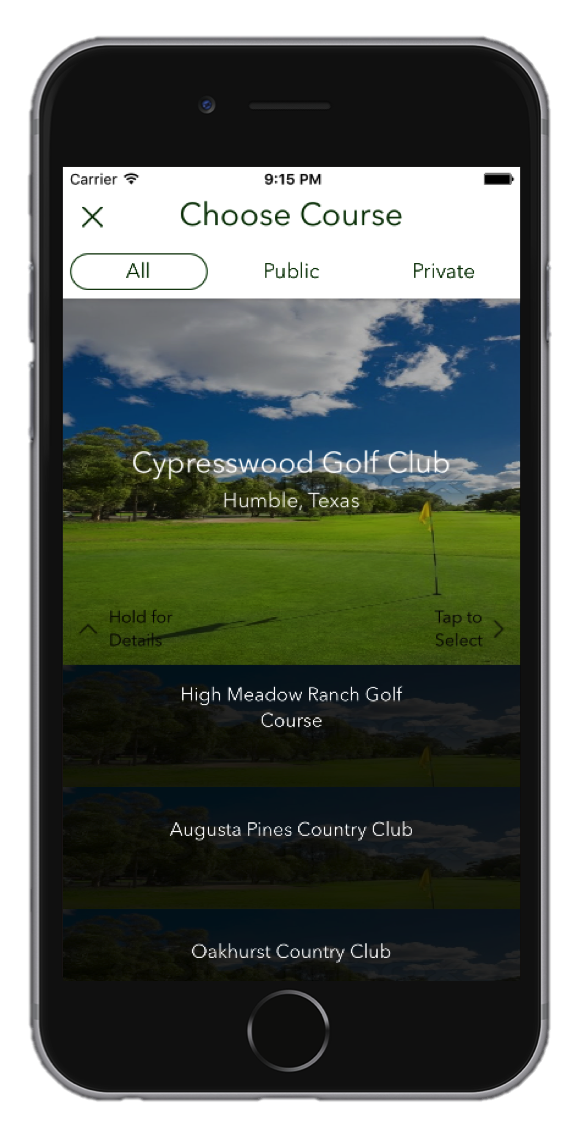 Carrier
9:15 PM
Choose Course
All
Public
Private
Cypresswood Golf Club
Humble, Texas
Hold for
Details
Tap to
Select
High Meadow Ranch Golf
Course
Augusta Pines Country Club
Oakhurst Country Club